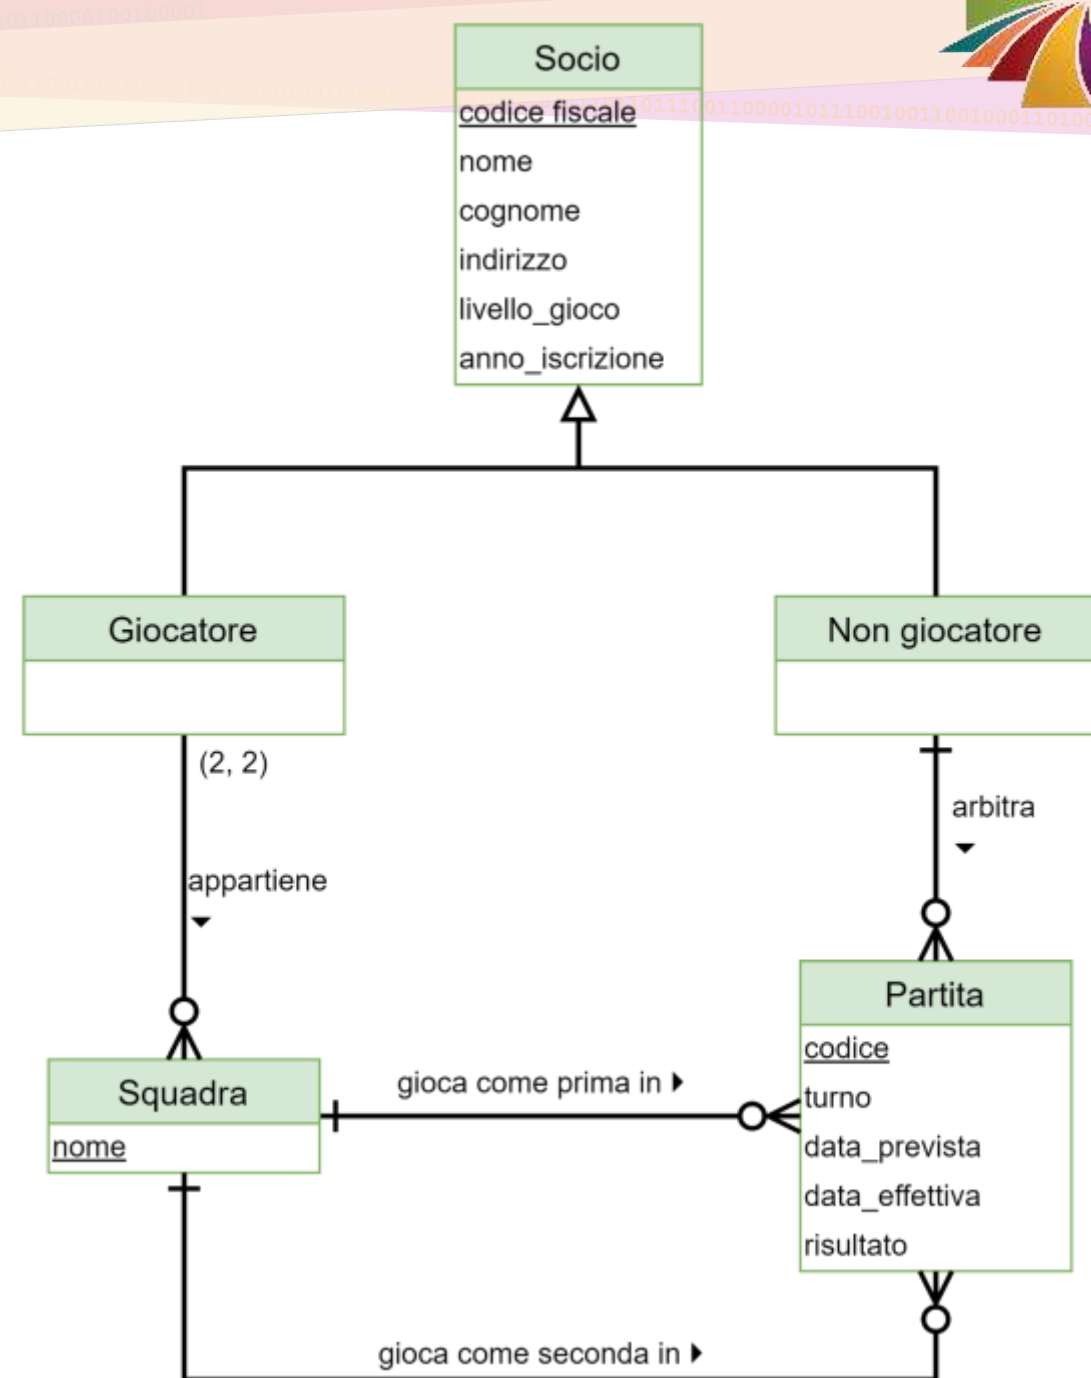 Socio
codice fiscale
nome
cognome
indirizzo
livello_gioco
anno_iscrizione
Giocatore
Non giocatore
(2, 2)
arbitra
appartiene
Partita
codice
turno
data_prevista
data_effettiva
risultato
Squadra
nome
gioca come prima in
gioca come seconda in